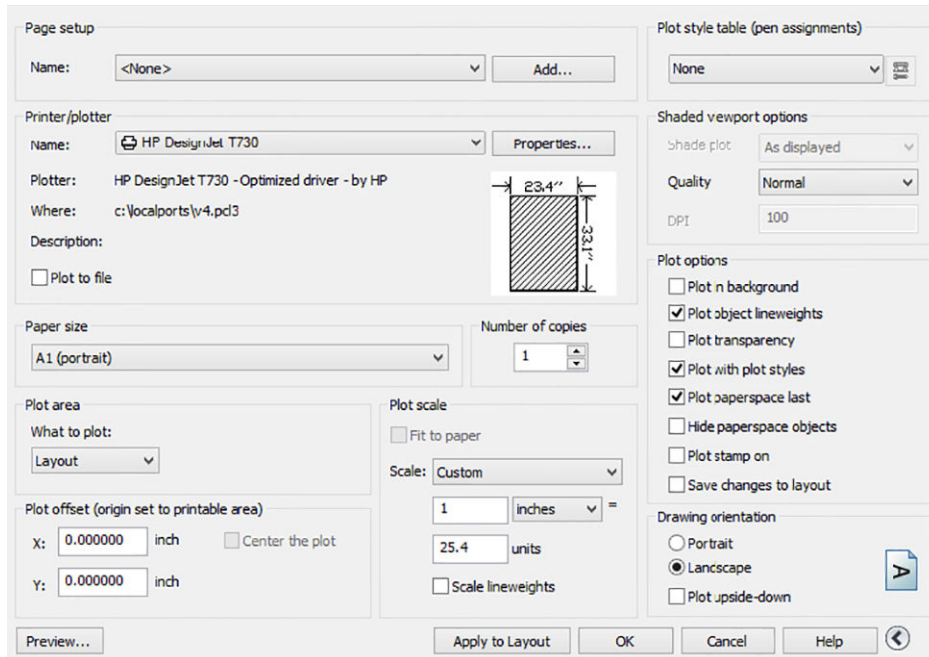 Page setup
Name: <None> Add...
Printer/plotter
Name: HP DesignJet T730 Properties...
Plotter: HP DesignJet T730 - Optimized driver - by HP
Where: c:\localports\v4.pcl3
Description:
Plot to file
23.4''
33.1''
Paper size
A1 (portrait)
Number of copies
1
Plot area
What to plot:
Layout
Plot offset (origin set to printable area)
X: 0.000000 inch Center the plot
Y: 0.000000 inch
Plot scale
Fit to paper
Scale: Custom
1 inches =
25.4 units
Scale lineweights
Plot style table (pen assignments)
None
Shaded viewport options
Shade plot As displayed
Quality Normal
DPI 100
Plot options
Plot in background
Plot object lineweights
Plot transparency
Plot with plot styles
Plot paperspace last
Hide paperspace objects
Plot stamp on
Save changes to layout
Drawing orientation
Portrait
Landscape
Plot upside-down
A
Preview... Apply to Layout OK Cancel Help